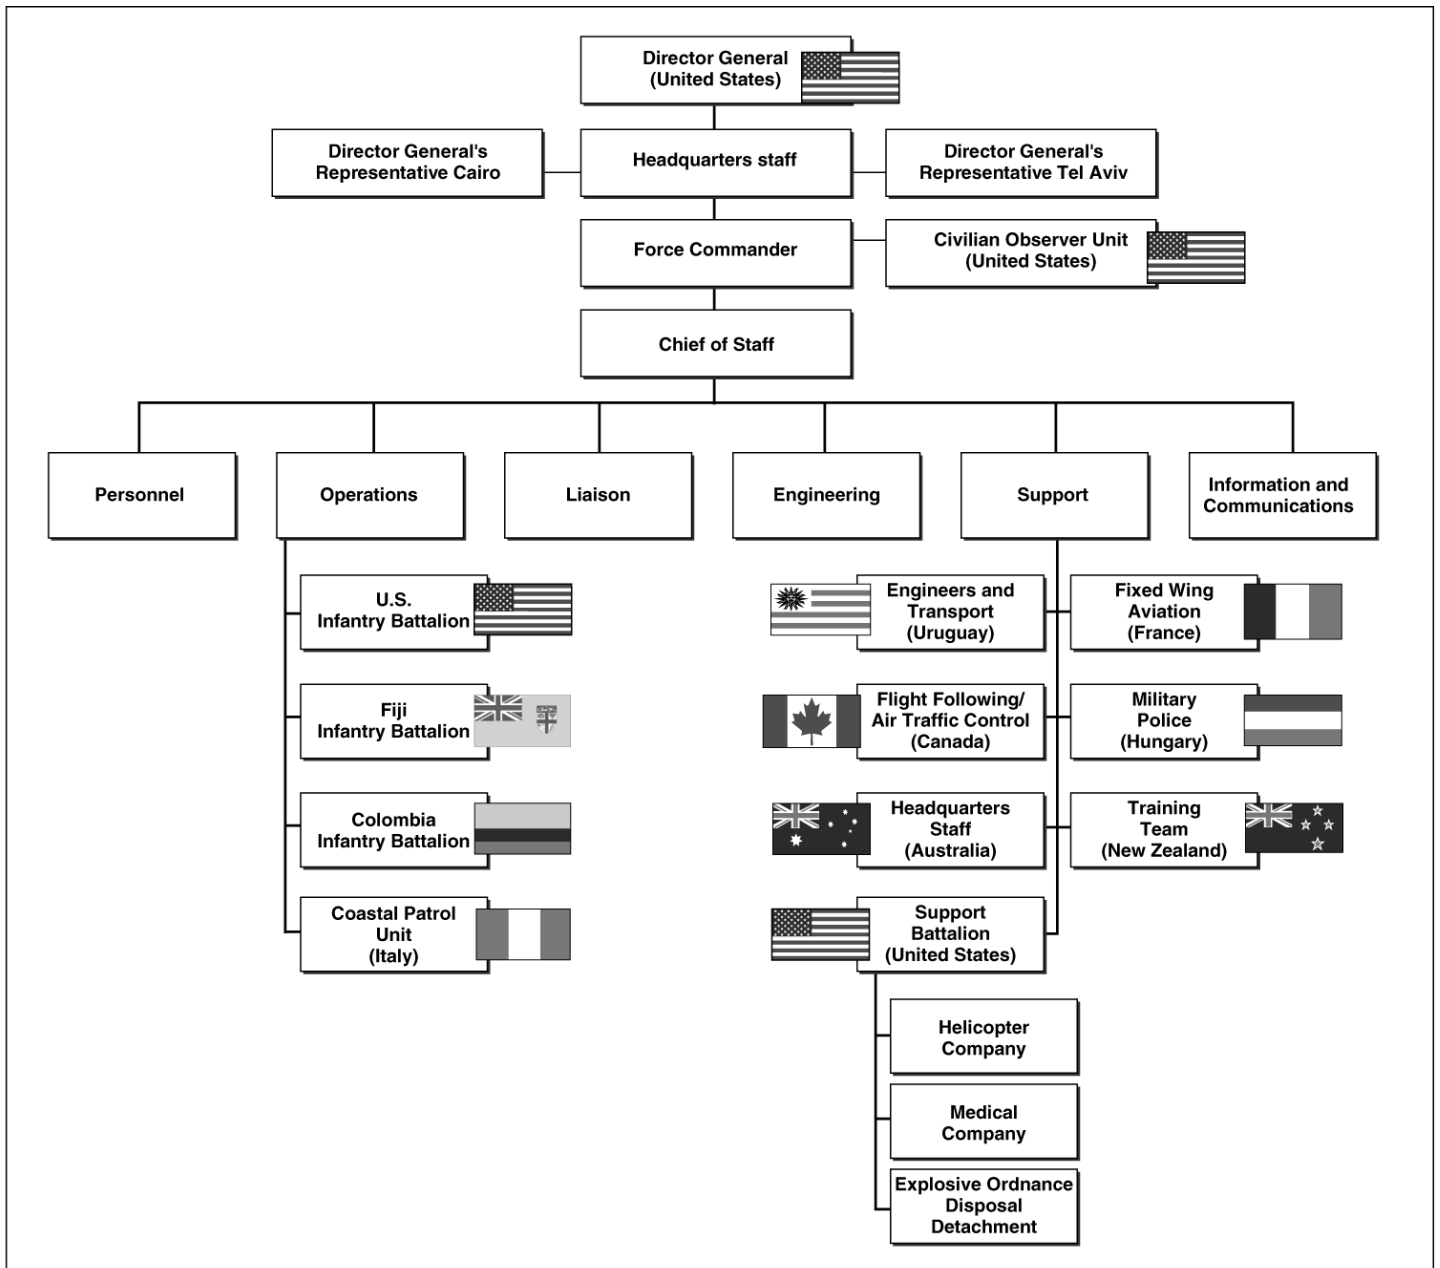 Director General
(United States)
Director General's
Representative Cairo
Headquarters staff
Director General's
Representative Tel Aviv
Force Commander
Civilian Observer Unit
(United States)
Chief of Staff
Personnel
Operations
Liaison
Engineering
Support
Information and
Communications
U.S.
Infantry Battalion
Fiji
Infantry Battalion
Colombia
Infantry Battalion
Coastal Patrol
Unit
(Italy)
Engineers and
Transport
(Uruguay)
Fixed Wing
Aviation
(France)
Flight Following/
Air Traffic Control
(Canada)
Military
Police
(Hungary)
Headquarters
Staff
(Australia)
Training
Team
(New Zealand)
Support
Battalion
(United States)
Helicopter
Company
Medical
Company
Explosive Ordnance
Disposal
Detachment